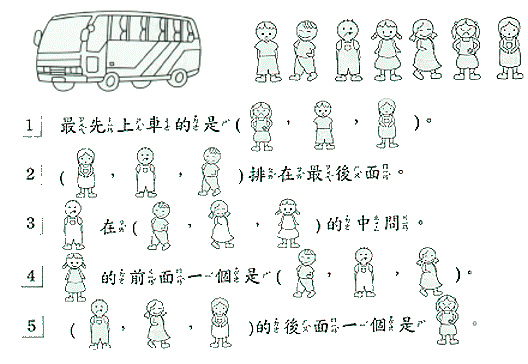 1 最先上車的是(　，　，　)。
2 (　，　，　)排在最後面。
3 在(　，　，　)的中間。
4 的前面一個是(　，　，　)。
5 (　，　，　)的後面一個是　。